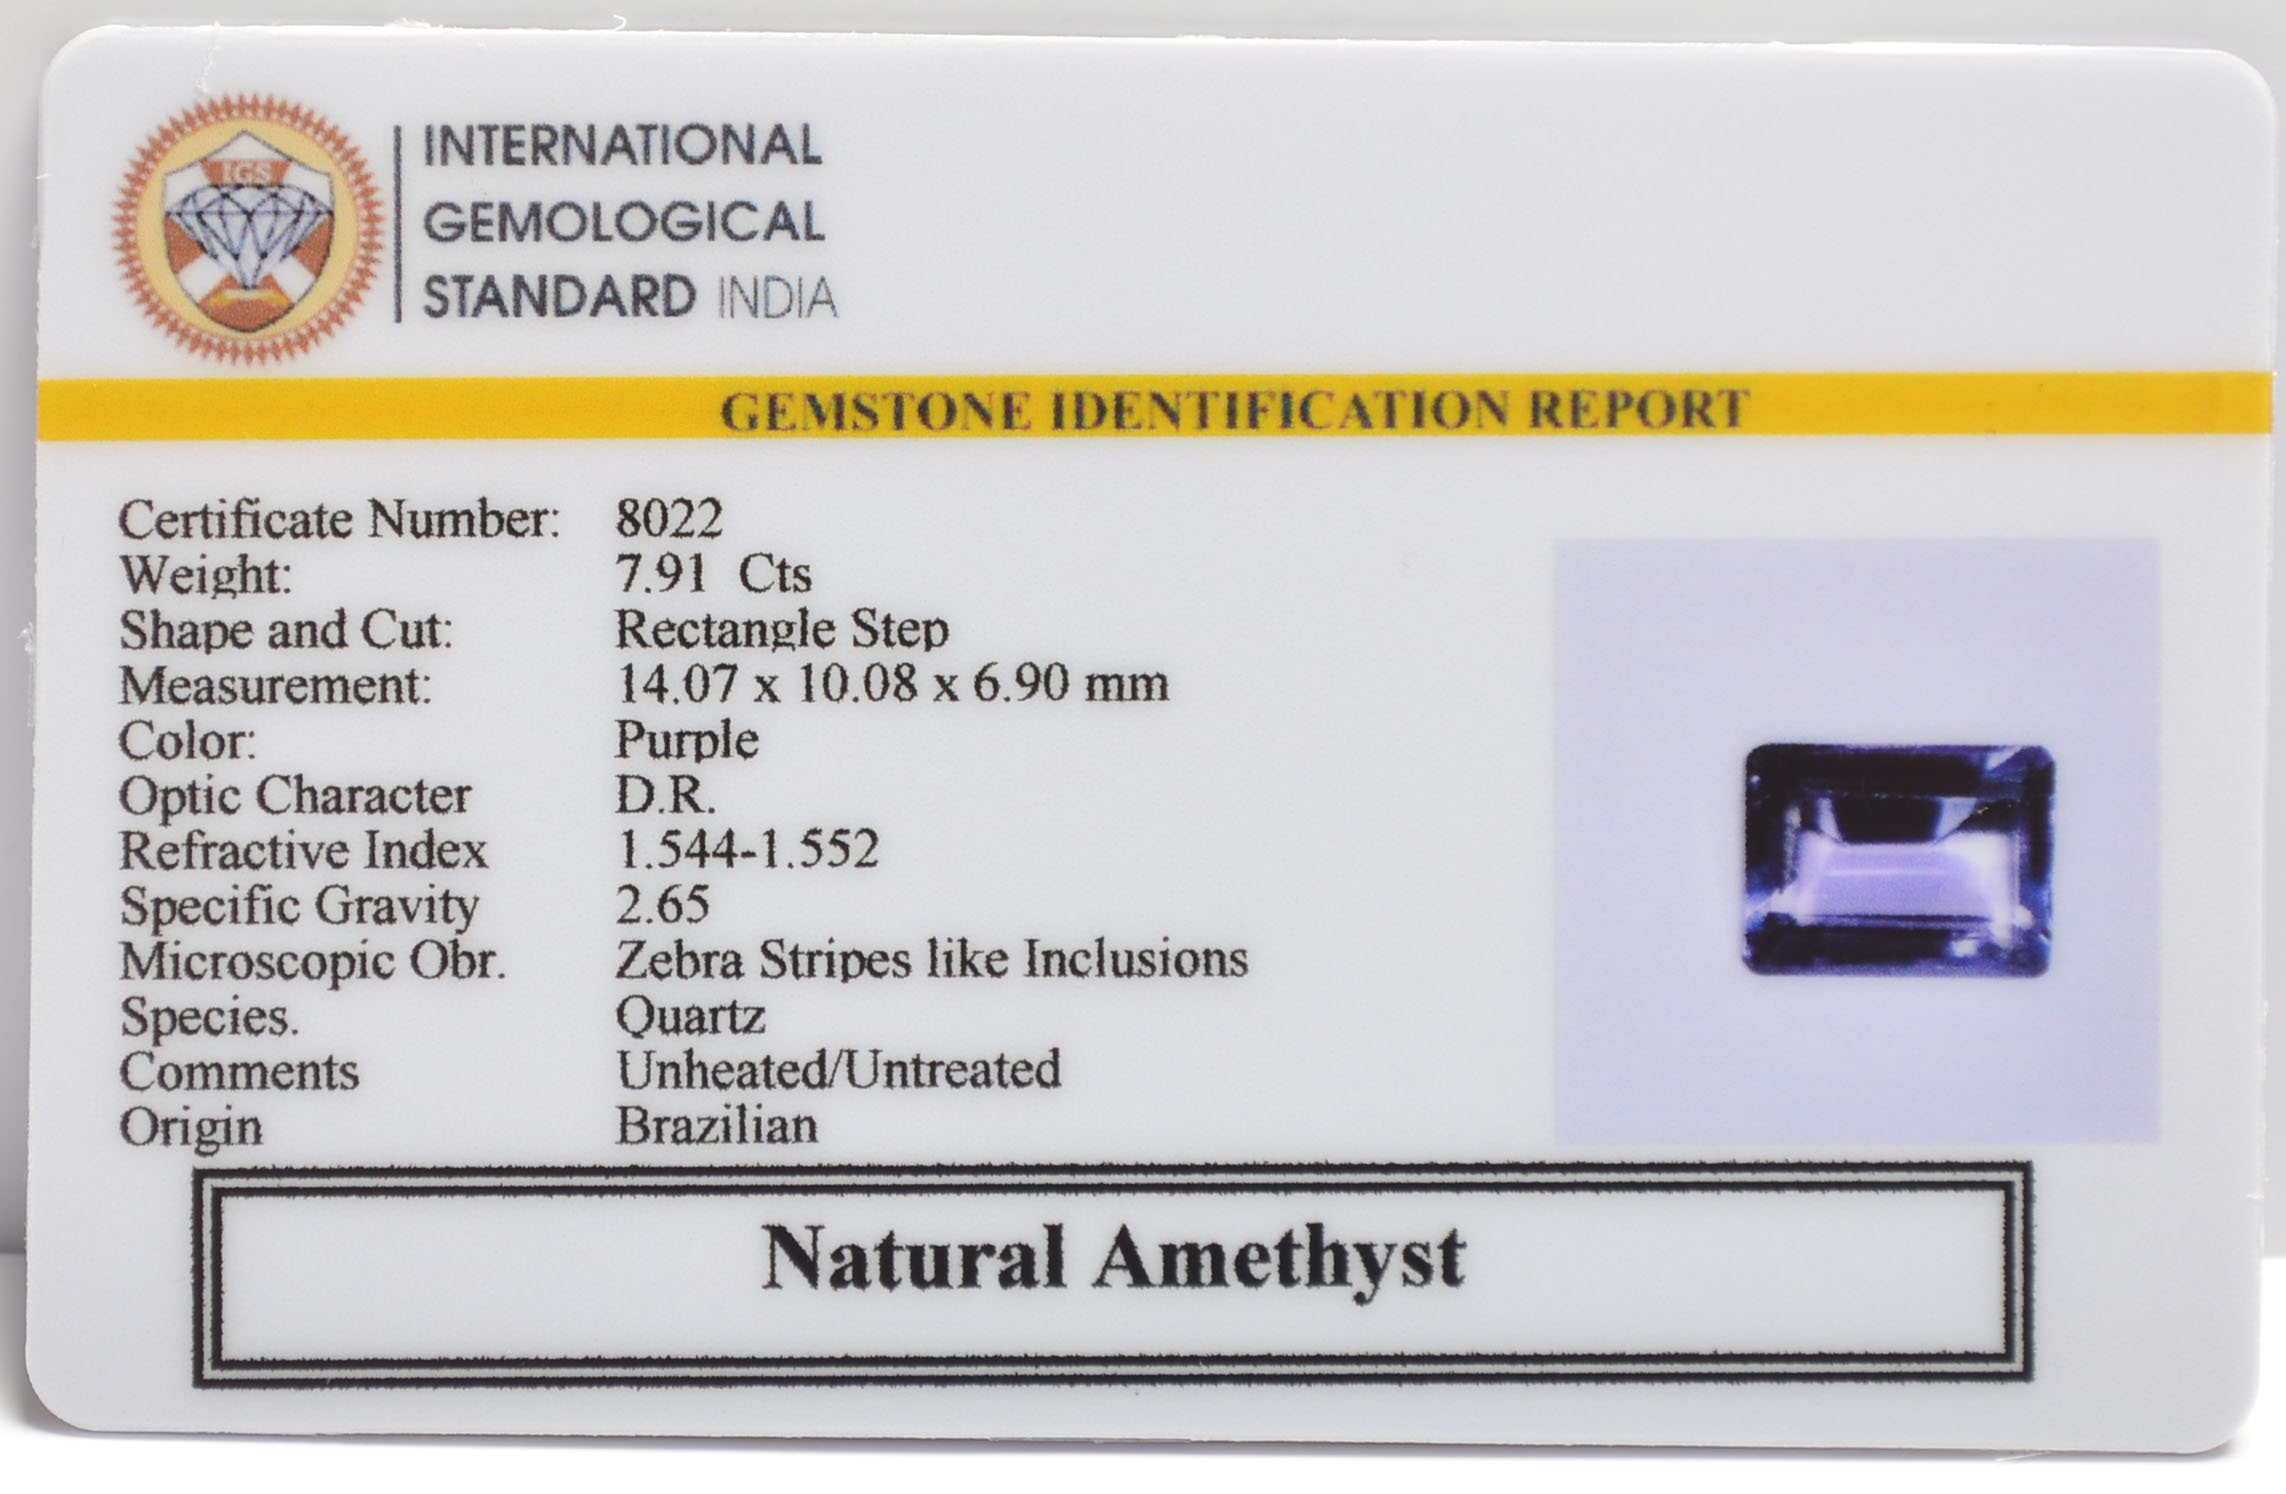 IGS
INTERNATIONAL
GEMOLOGICAL
STANDARD INDIA
GEMSTONE IDENTIFICATION REPORT
Certificate Number: 8022
Weight: 7.91 Cts
Shape and Cut: Rectangle Step
Measurement: 14.07 x 10.08 x 6.90 mm
Color: Purple
Optic Character D.R.
Refractive Index 1.544-1.552
Specific Gravity 2.65
Microscopic Obr. Zebra Stripes like Inclusions
Species. Quartz
Comments Unheated/Untreated
Origin Brazilian
Natural Amethyst